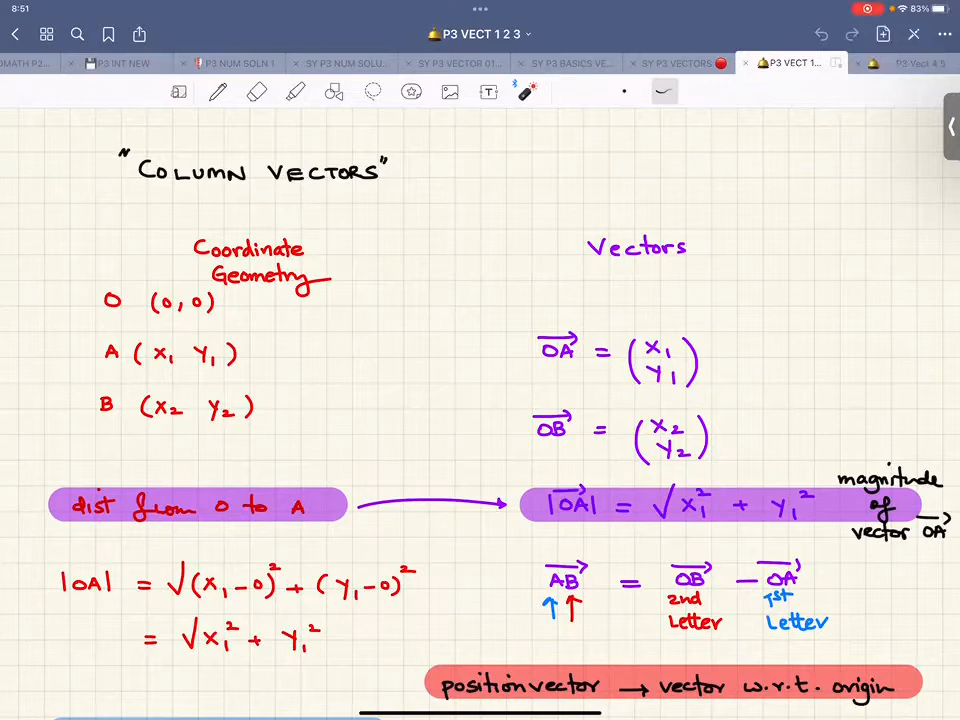 8:51
83%
🔔P3 VECT 1 2 3
OMATH P2...
P3 INT NEW
P3 NUM SOLN 1
SY P3 NUM SOLU...
SY P3 VECTOR 01...
SY P3 BASICS VE...
SY P3 VECTORS
P3 VECT 1...
P3 Vect 4 5
"COLUMN VECTORS"
Coordinate
Geometry
Vectors
O (0, 0)
A ( x₁ y₁ )
OA→ = (x₁
y₁)
B (x₂ y₂ )
OB→ = (x₂
y₂)
dist from O to A
|OA→| = √x₁² + y₁²
magnitude
of
vector OA→
|OA| = √(x₁-0)² + (y₁-0)²
= √x₁² + y₁²
AB→ = OB→ - OA→
2nd
Letter
1st
Letter
position vector → vector w.r.t. origin